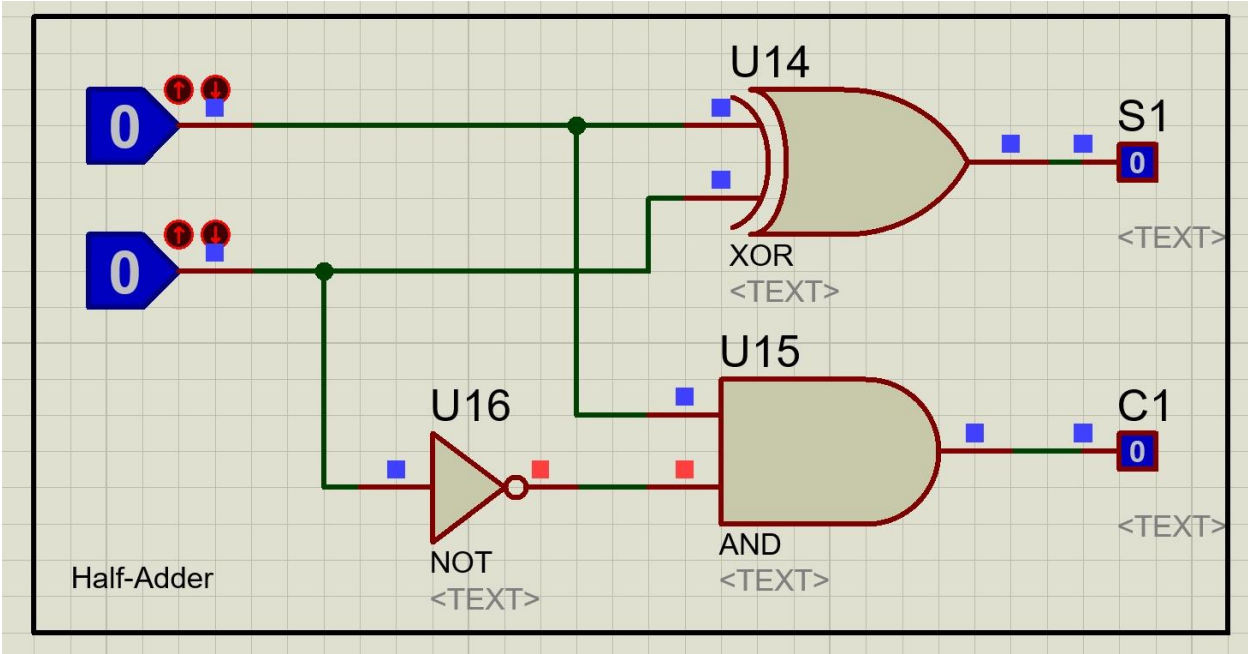 U14
0
S1
0
<TEXT>
0
XOR
<TEXT>
U15
U16
C1
0
<TEXT>
AND
NOT
<TEXT>
Half-Adder
<TEXT>